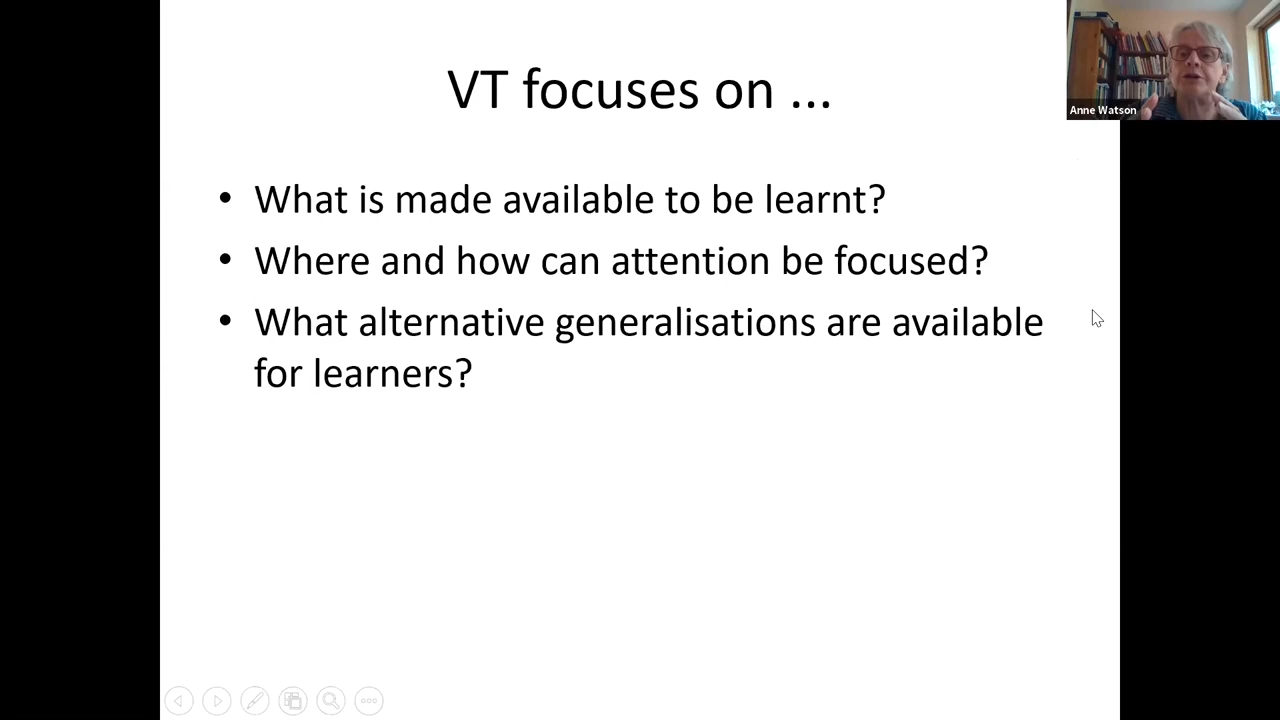 VT focuses on ...
• What is made available to be learnt?
• Where and how can attention be focused?
• What alternative generalisations are available
for learners?
Anne Watson